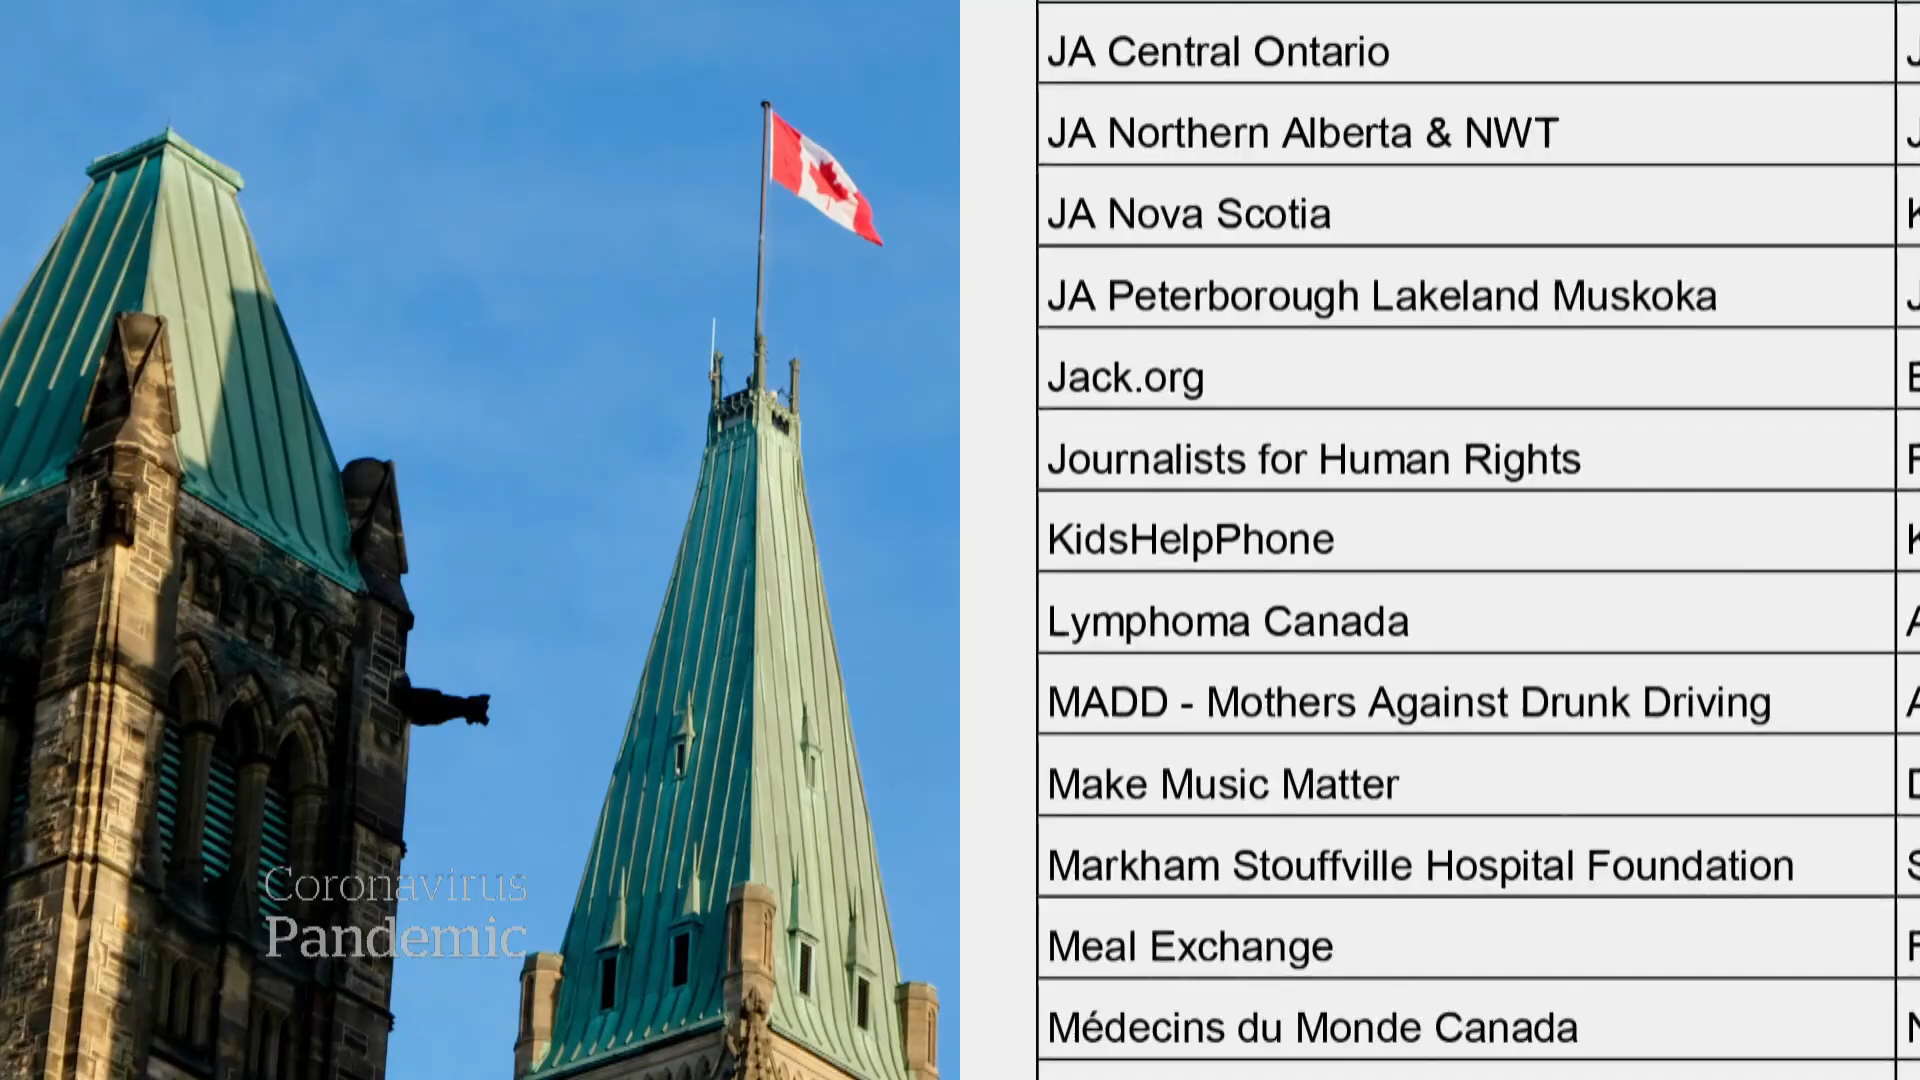 Coronavirus
Pandemic
JA Central Ontario
JA Northern Alberta & NWT
JA Nova Scotia
JA Peterborough Lakeland Muskoka
Jack.org
Journalists for Human Rights
KidsHelpPhone
Lymphoma Canada
MADD - Mothers Against Drunk Driving
Make Music Matter
Markham Stouffville Hospital Foundation
Meal Exchange
Médecins du Monde Canada